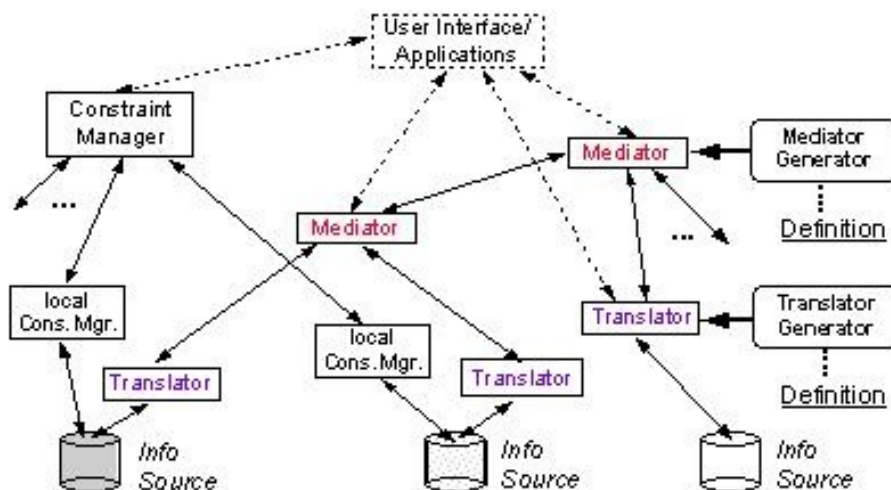 User Interface/
Applications
Constraint
Manager
Mediator
Mediator
Generator
...
Mediator
...
Definition
local
Cons.Mgr.
Translator
Translator
Generator
local
Cons.Mgr.
Translator
Translator
Definition
Info
Source
Info
Source
Info
Source